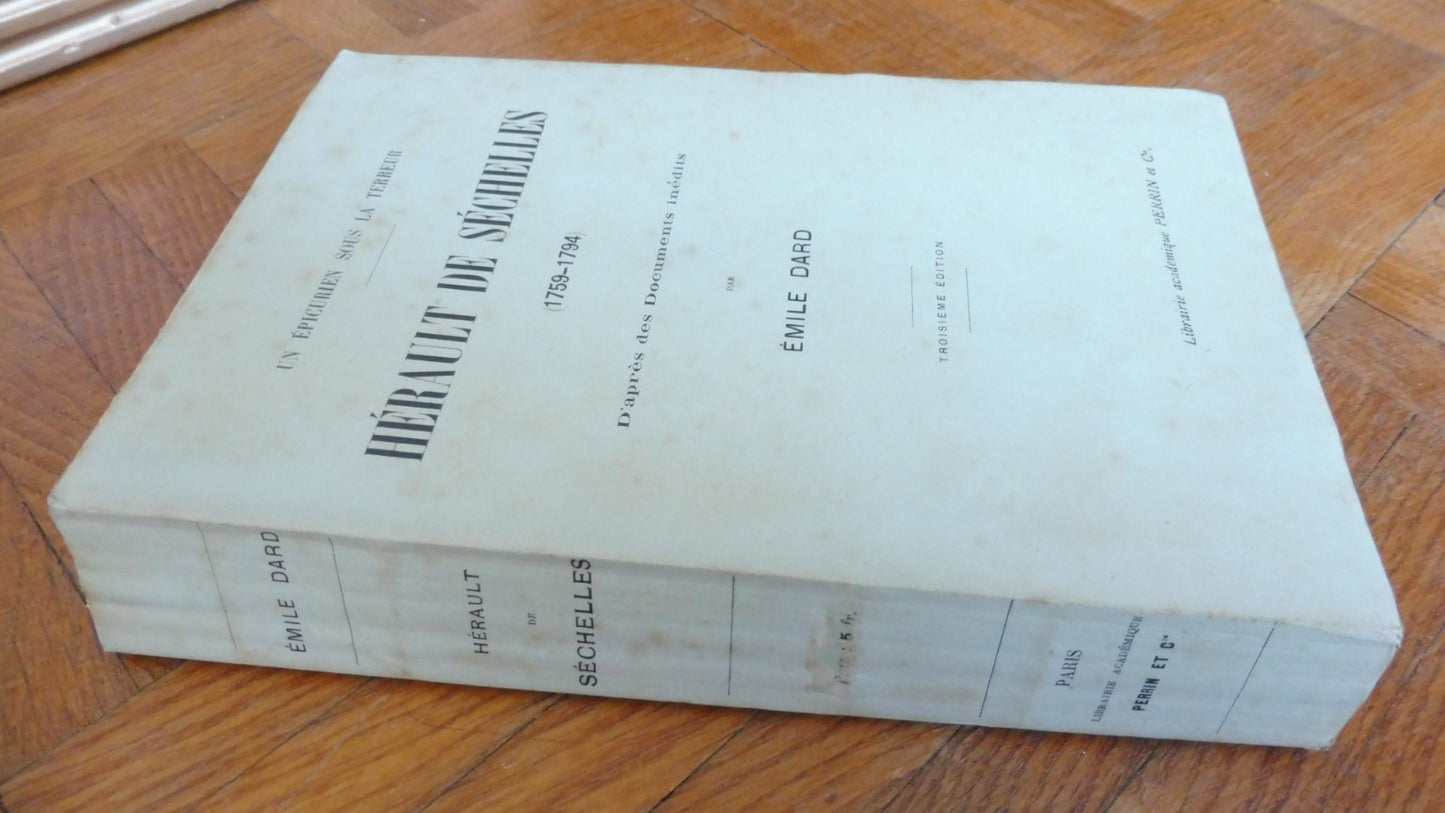 UN ÉPICURIEN SOUS LA TERREUR
HÉRAULT DE SÉCHELLES
(1759-1794)
D'après des Documents inédits
PAR
ÉMILE DARD
TROISIÈME ÉDITION
Librairie académique PERRIN et Cie.
ÉMILE DARD
HÉRAULT
DE
SÉCHELLES
: 5 fr.
PARIS
LIBRAIRIE ACADÉMIQUE
PERRIN ET Cie